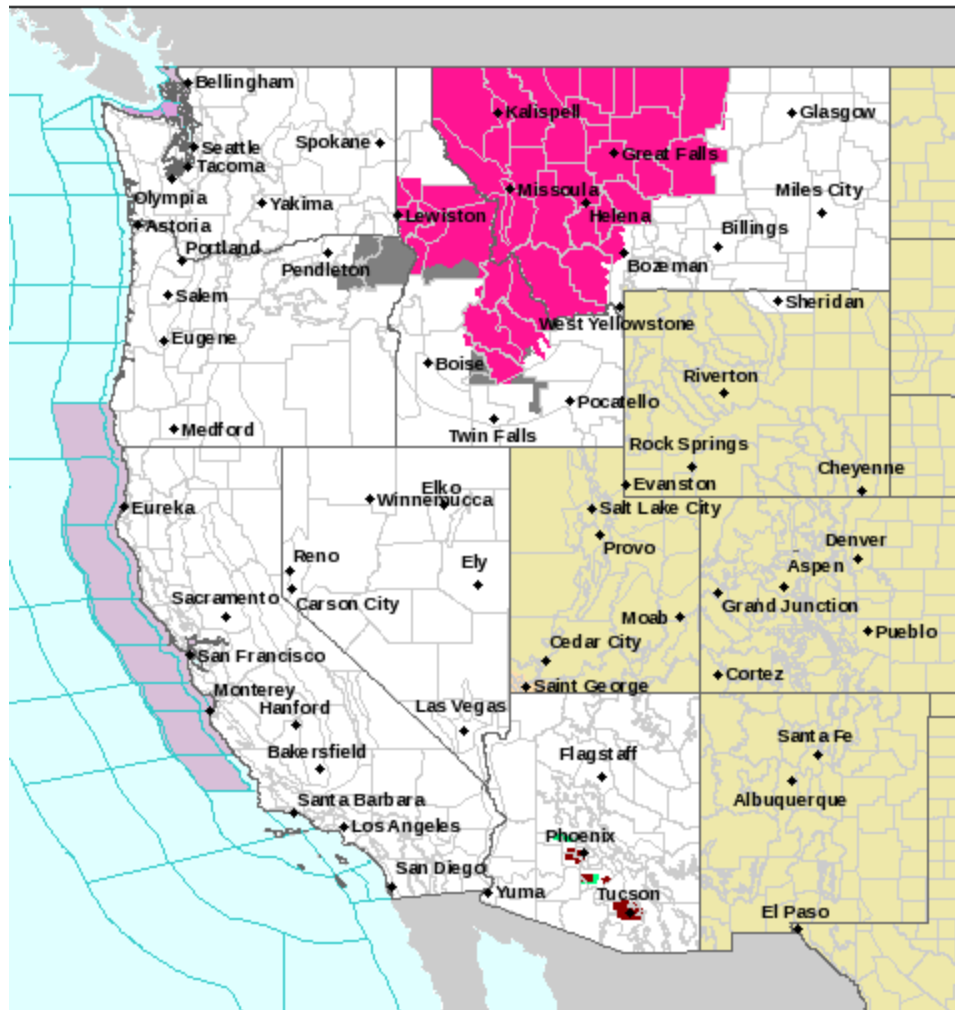 Bellingham
Kalispell
Glasgow
Seattle
Spokane
Great Falls
Tacoma
Olympia
Missoula
Miles City
Yakima
Lewiston
Helena
Astoria
Billings
Portland
Pendleton
Bozeman
Salem
Sheridan
West Yellowstone
Eugene
Boise
Riverton
Pocatello
Medford
Twin Falls
Rock Springs
Cheyenne
Evanston
Elko
Winnemucca
Eureka
Salt Lake City
Provo
Denver
Reno
Ely
Aspen
Sacramento
Carson City
Grand Junction
Moab
Pueblo
Cedar City
San Francisco
Cortez
Saint George
Monterey
Hanford
Las Vegas
Santa Fe
Bakersfield
Flagstaff
Albuquerque
Santa Barbara
Los Angeles
Phoenix
San Diego
Yuma
Tucson
El Paso